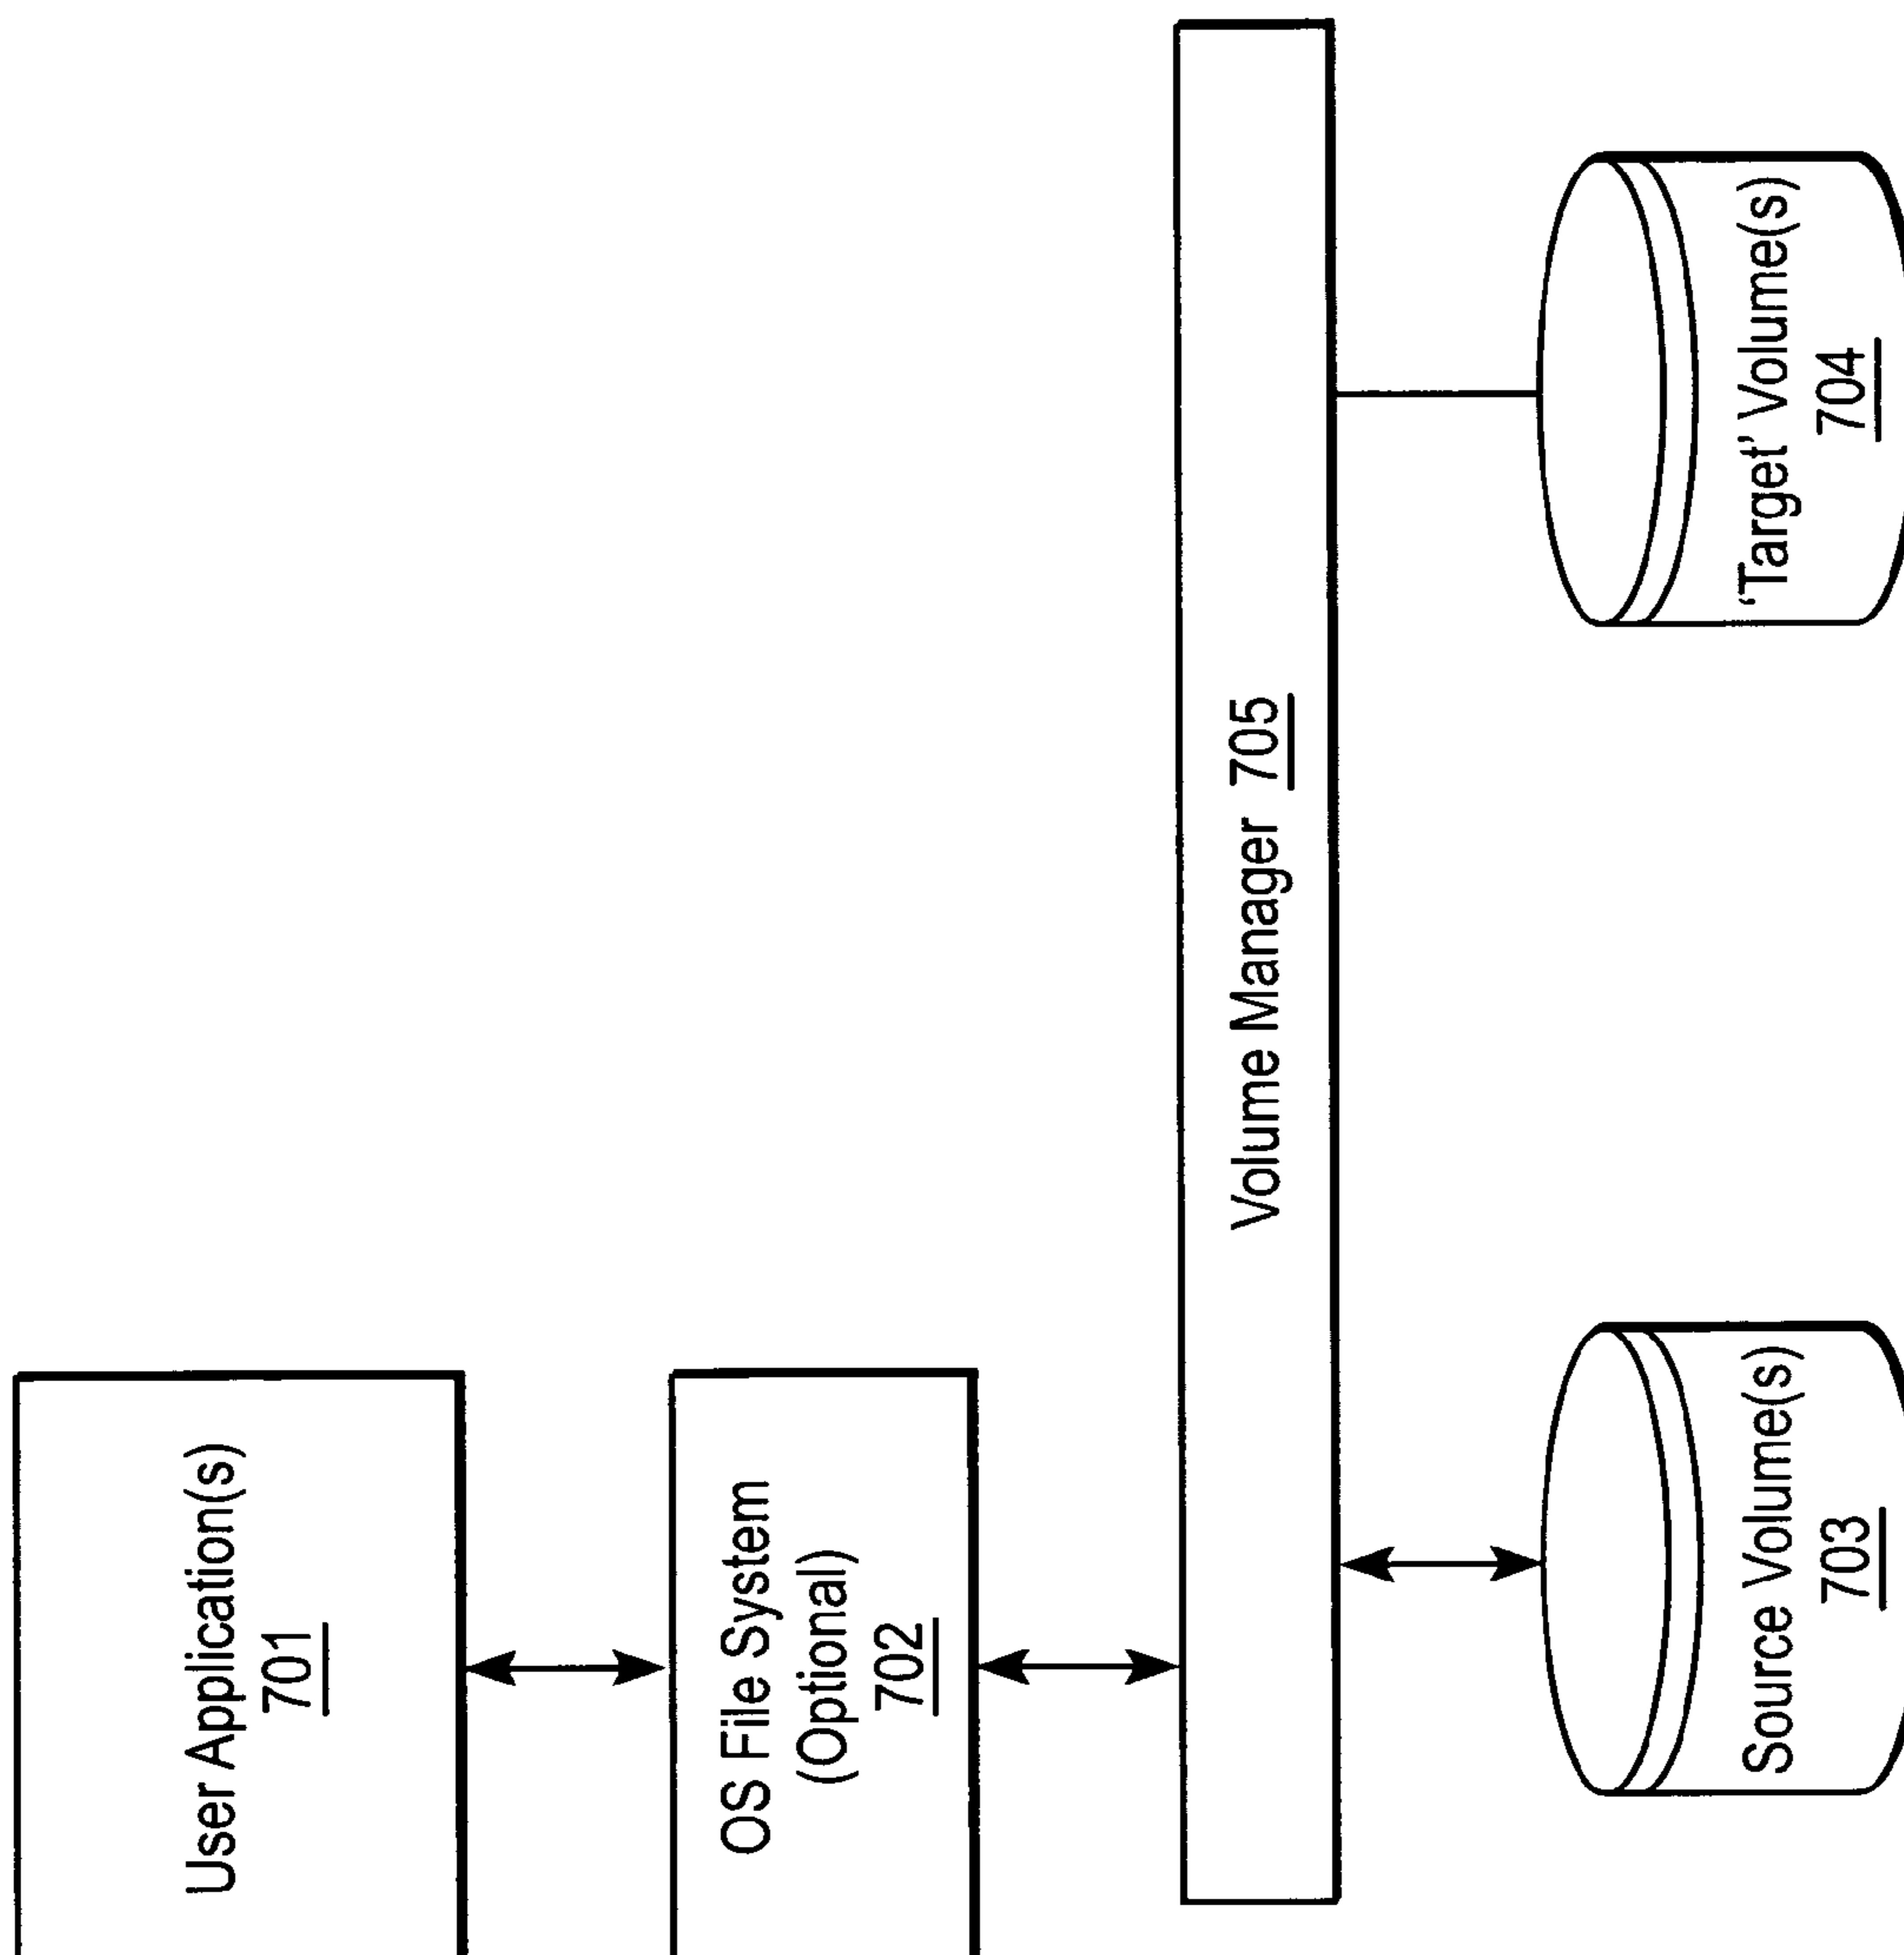 User Application(s)
701
OS File System
(Optional)
702
Volume Manager 705
Source Volume(s)
703
'Target' Volume(s)
704